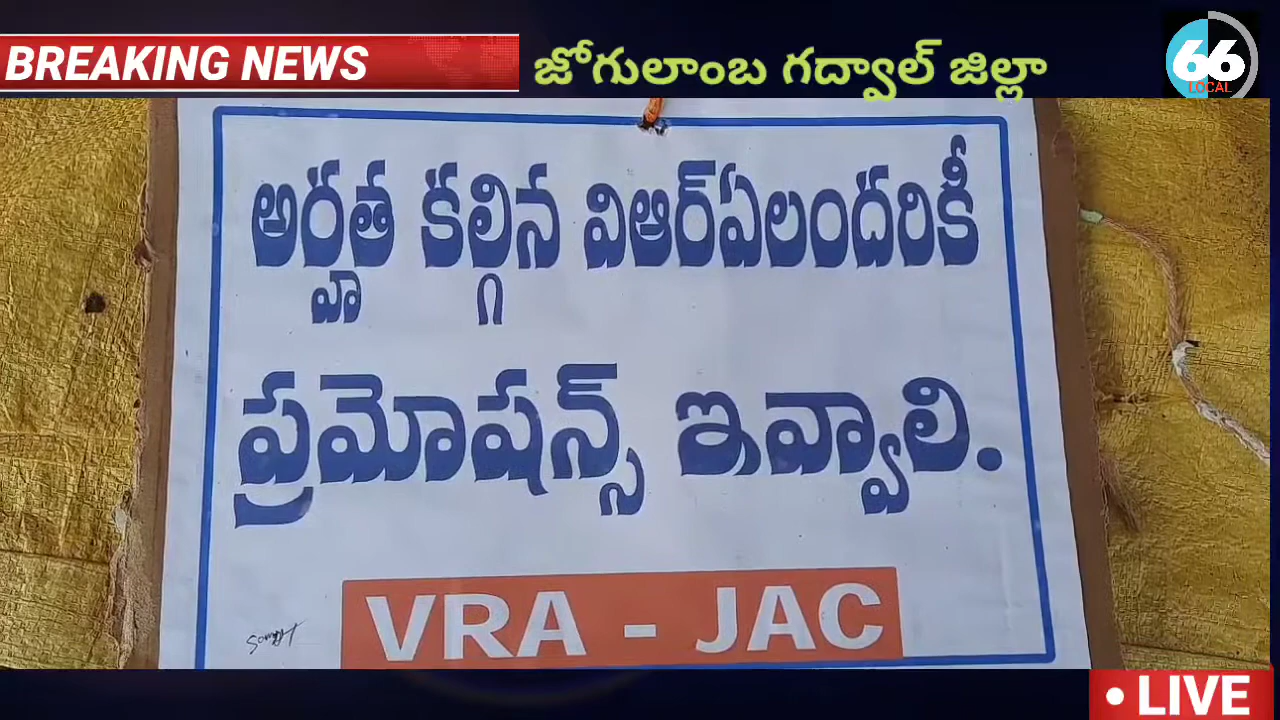 BREAKING NEWS
జోగులాంబ గద్వాల్ జిల్లా
66
LOCAL
అర్హత కల్గిన విఆర్ఏలందరికీ
ప్రమోషన్స్ ఇవ్వాలి.
VRA - JAC
LIVE